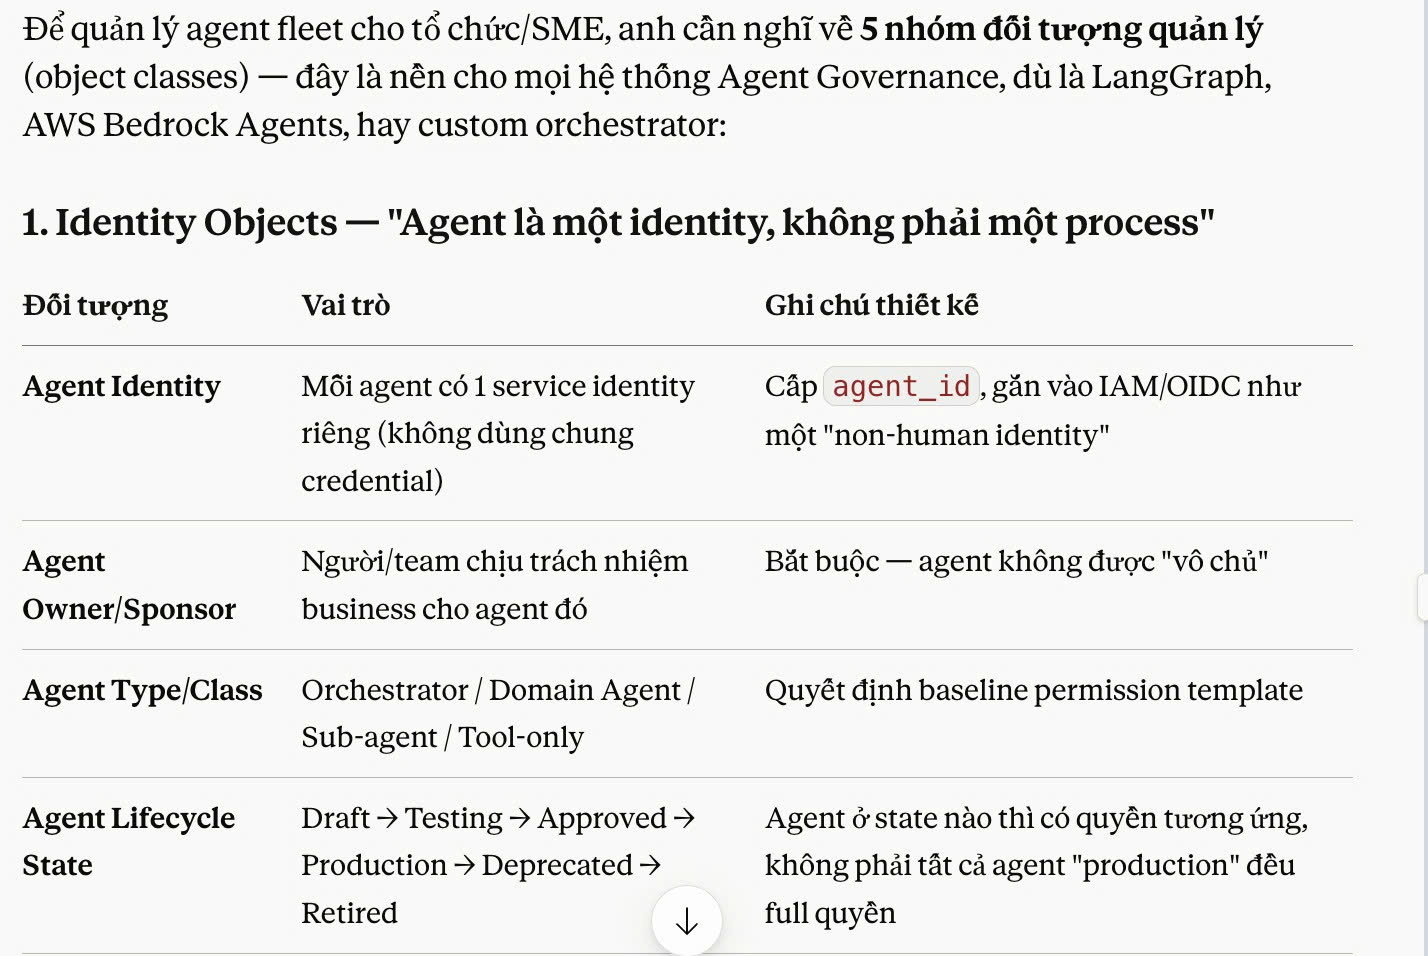 Để quản lý agent fleet cho tổ chức/SME, anh cần nghĩ về 5 nhóm đối tượng quản lý
(object classes) — đây là nền cho mọi hệ thống Agent Governance, dù là LangGraph,
AWS Bedrock Agents, hay custom orchestrator:
1. Identity Objects — "Agent là một identity, không phải một process"
Đối tượng Vai trò Ghi chú thiết kế
Agent Identity Mỗi agent có 1 service identity Cấp agent_id, gắn vào IAM/OIDC như
riêng (không dùng chung một "non-human identity"
credential)
Agent Người/team chịu trách nhiệm Bắt buộc — agent không được "vô chủ"
Owner/Sponsor business cho agent đó
Agent Type/Class Orchestrator / Domain Agent / Quyết định baseline permission template
Sub-agent / Tool-only
Agent Lifecycle Draft → Testing → Approved → Agent ở state nào thì có quyền tương ứng,
State Production → Deprecated → không phải tất cả agent "production" đều
Retired full quyền